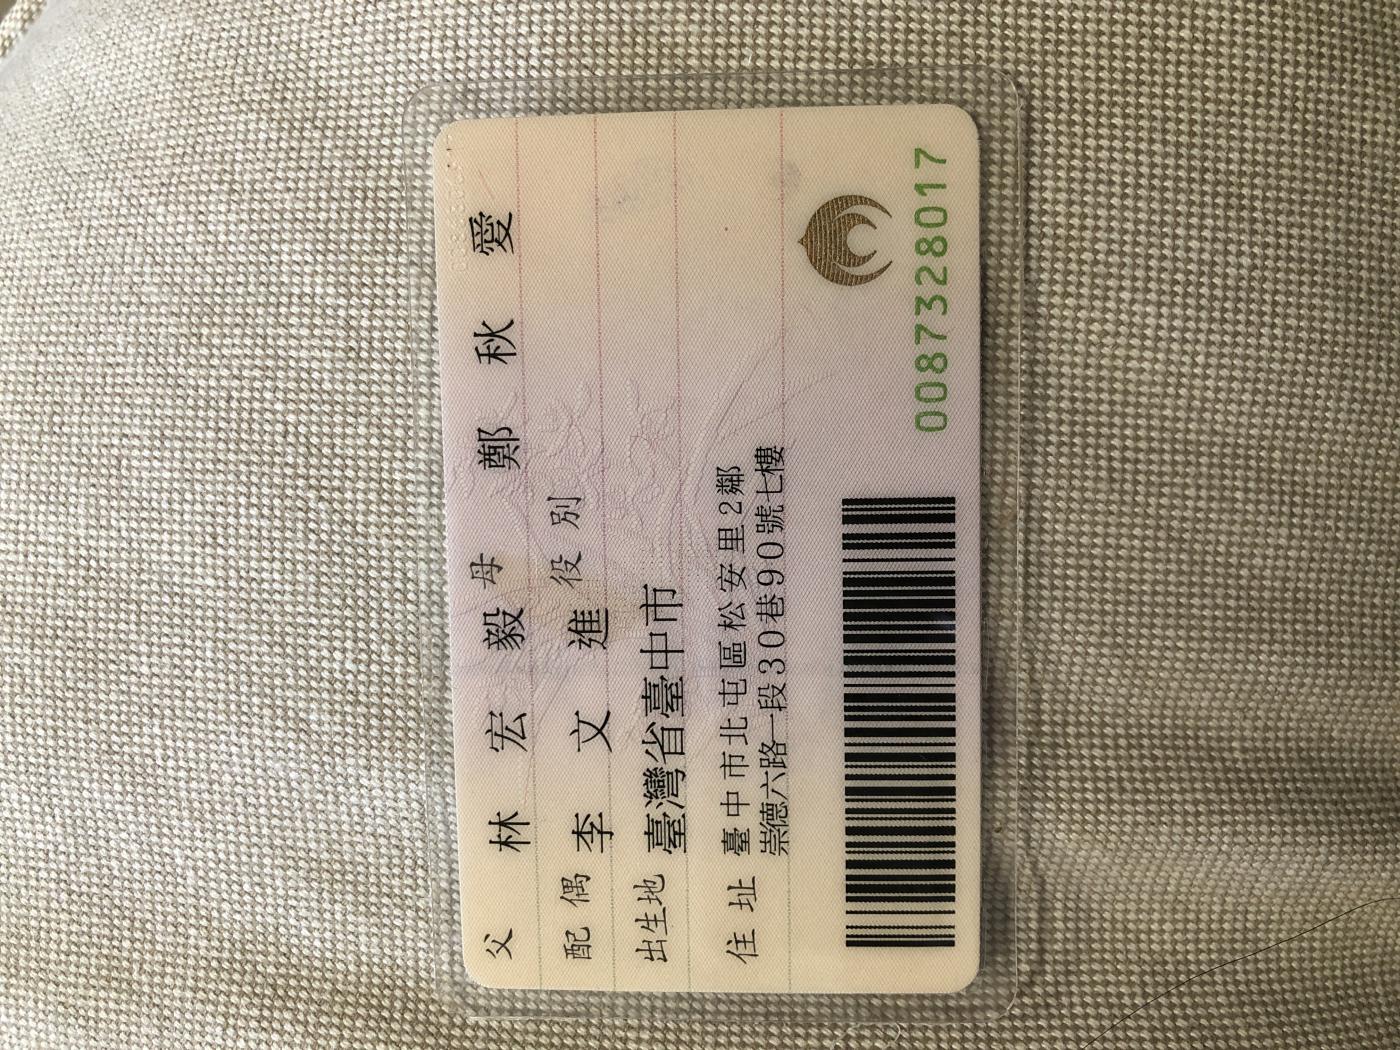 父 林宏毅 母 鄭秋愛
配偶 李文進 役別
出生地 臺灣省臺中市
住址 臺中市北屯區松安里2鄰
崇德六路一段30巷90號七樓
0087328017